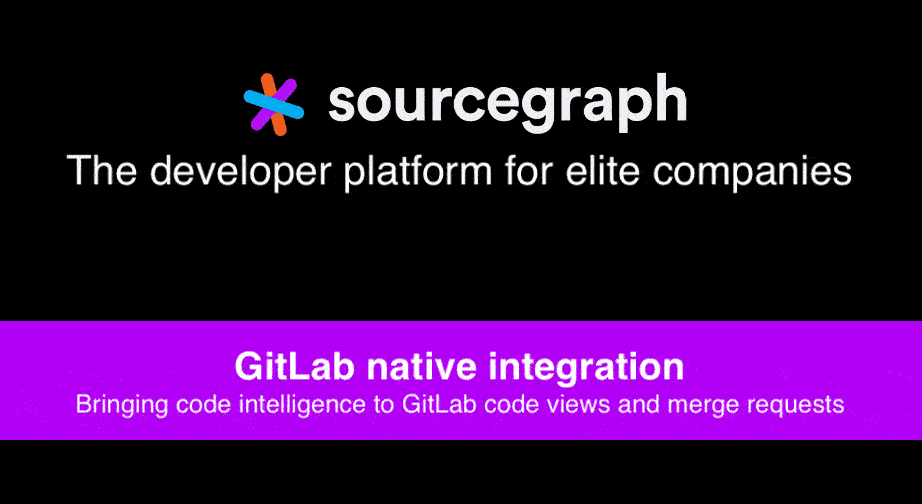 sourcegraph
The developer platform for elite companies
GitLab native integration
Bringing code intelligence to GitLab code views and merge requests